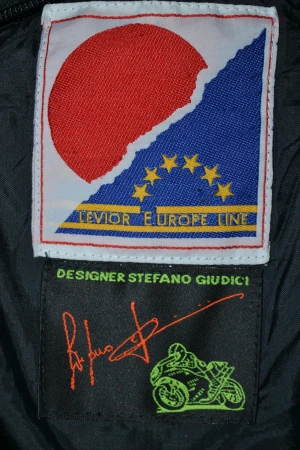 LEVIOR EUROPE LINE
DESIGNER STEFANO GIUDICI